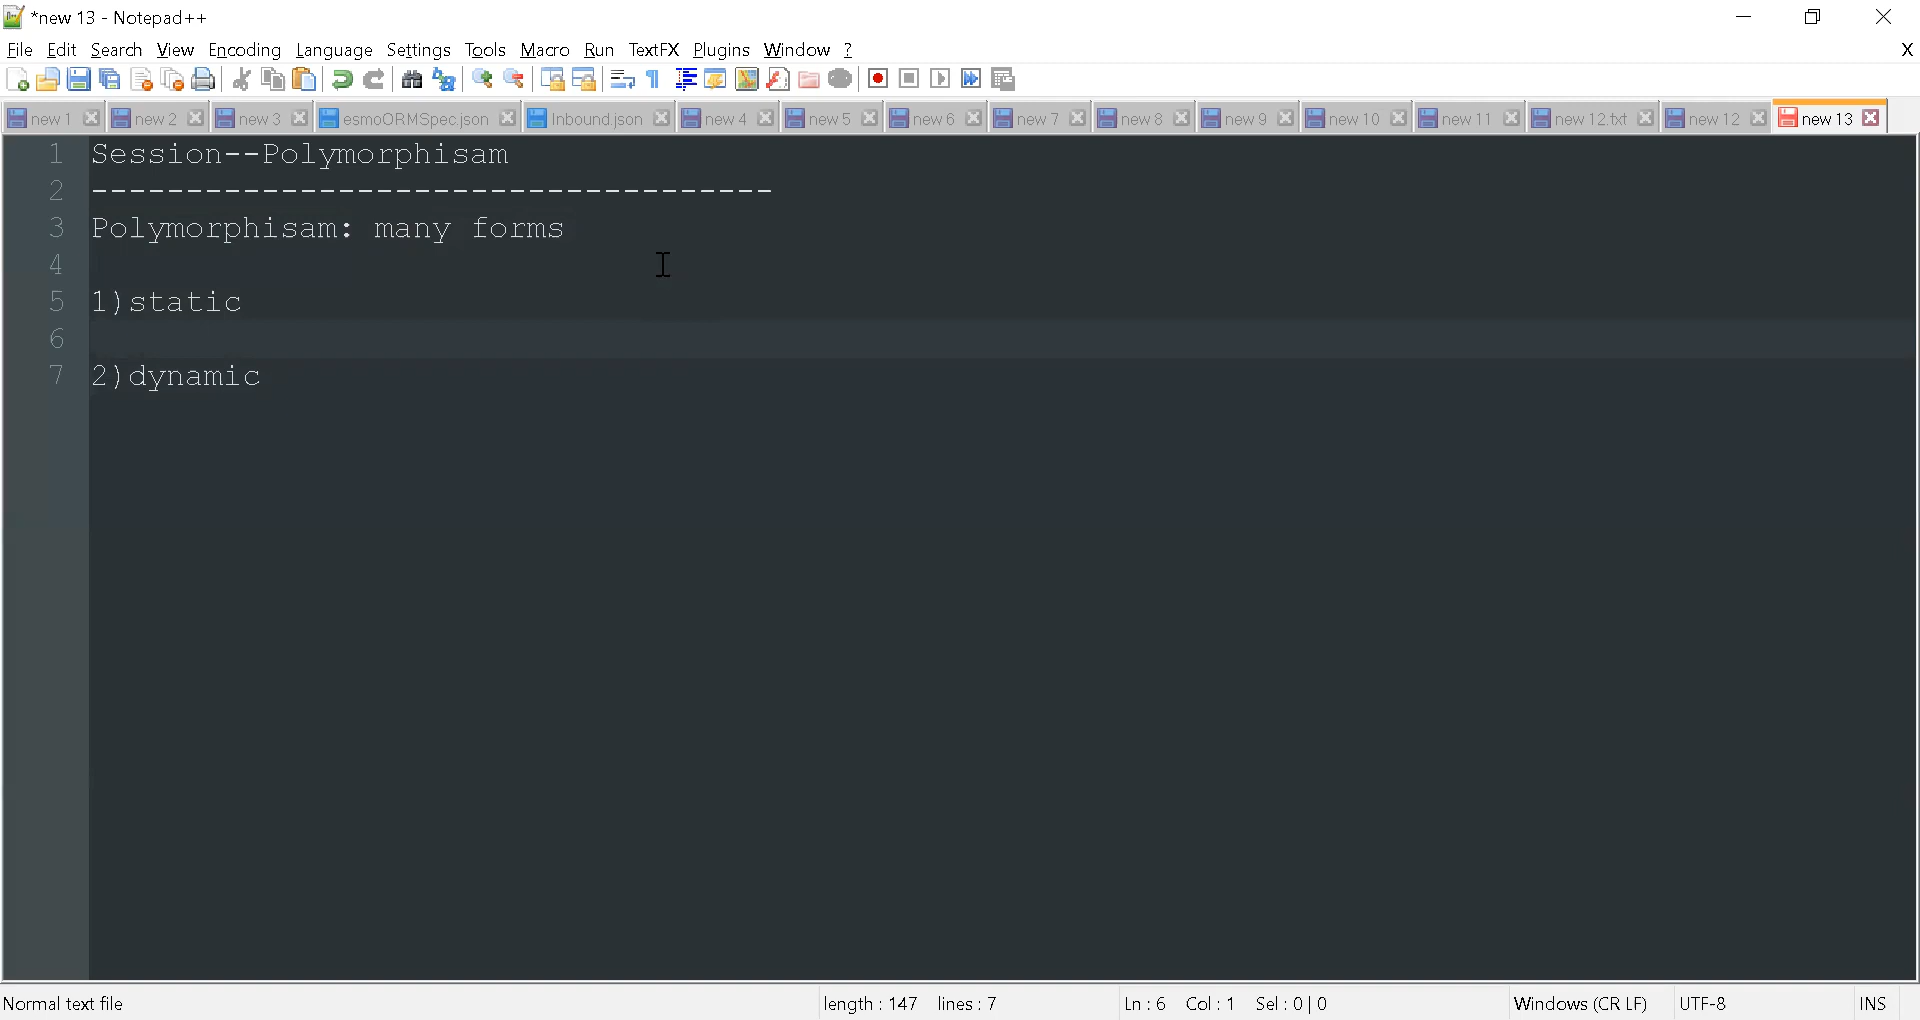 *new 13 - Notepad++
File Edit Search View Encoding Language Settings Tools Macro Run TextFX Plugins Window ? X
new 1 new 2 new 3 esmoORMSpec.json Inbound.json new 4 new 5 new 6 new 7 new 8 new 9 new 10 new 11 new 12.txt new 12 new 13
1 Session--Polymorphisam
2 ------------------------------------
3 Polymorphisam: many forms
4
5 1)static
6
7 2)dynamic
Normal text file length : 147 lines : 7 Ln : 6 Col : 1 Sel : 0 | 0 Windows (CR LF) UTF-8 INS